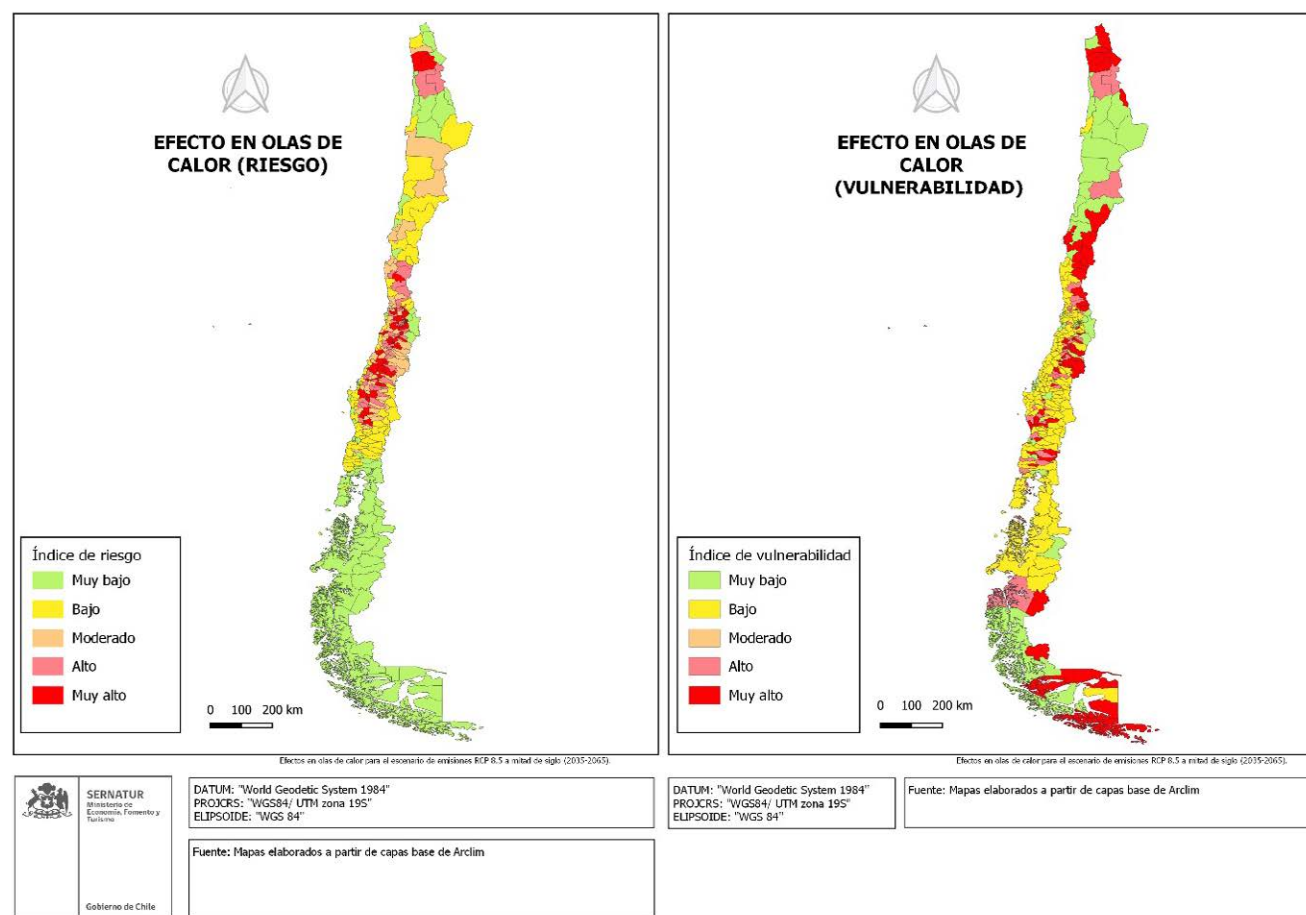 EFECTO EN OLAS DE
CALOR (RIESGO)
Índice de riesgo
Muy bajo
Bajo
Moderado
Alto
Muy alto
0 100 200 km
Efectos en olas de calor para el escenario de emisiones RCP 8.5 a mitad de siglo (2035-2065).
EFECTO EN OLAS DE
CALOR
(VULNERABILIDAD)
Índice de vulnerabilidad
Muy bajo
Bajo
Moderado
Alto
Muy alto
0 100 200 km
Efectos en olas de calor para el escenario de emisiones RCP 8.5 a mitad de siglo (2035-2065).
SERNATUR
Ministerio de
Economía, Fomento y
Turismo
Gobierno de Chile
DATUM: "World Geodetic System 1984"
PROJCRS: "WGS84/ UTM zona 19S"
ELIPSOIDE: "WGS 84"
Fuente: Mapas elaborados a partir de capas base de Arclim
DATUM: "World Geodetic System 1984"
PROJCRS: "WGS84/ UTM zona 19S"
ELIPSOIDE: "WGS 84"
Fuente: Mapas elaborados a partir de capas base de Arclim